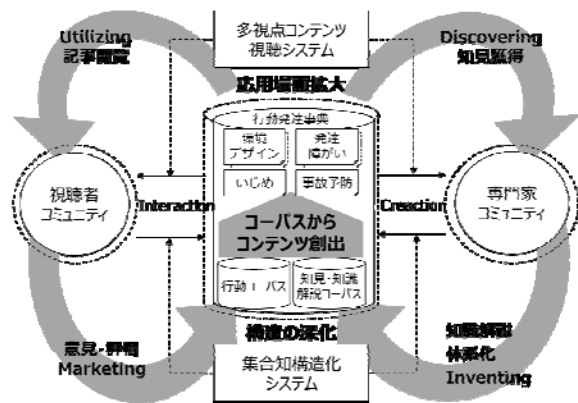 Utilizing
記事閲覧
多視点コンテンツ
視聴システム
Discovering
知見獲得
応用場面拡大
行動発達事典
環境
デザイン
発達
障がい
いじめ
事故予防
視聴者
コミュニティ
Interaction
コーパスから
コンテンツ創出
Creaction
専門家
コミュニティ
行動コーパス
知見・知識
解説コーパス
構造の深化
意見・評価
Marketing
集合知構造化
システム
体系化
Inventing